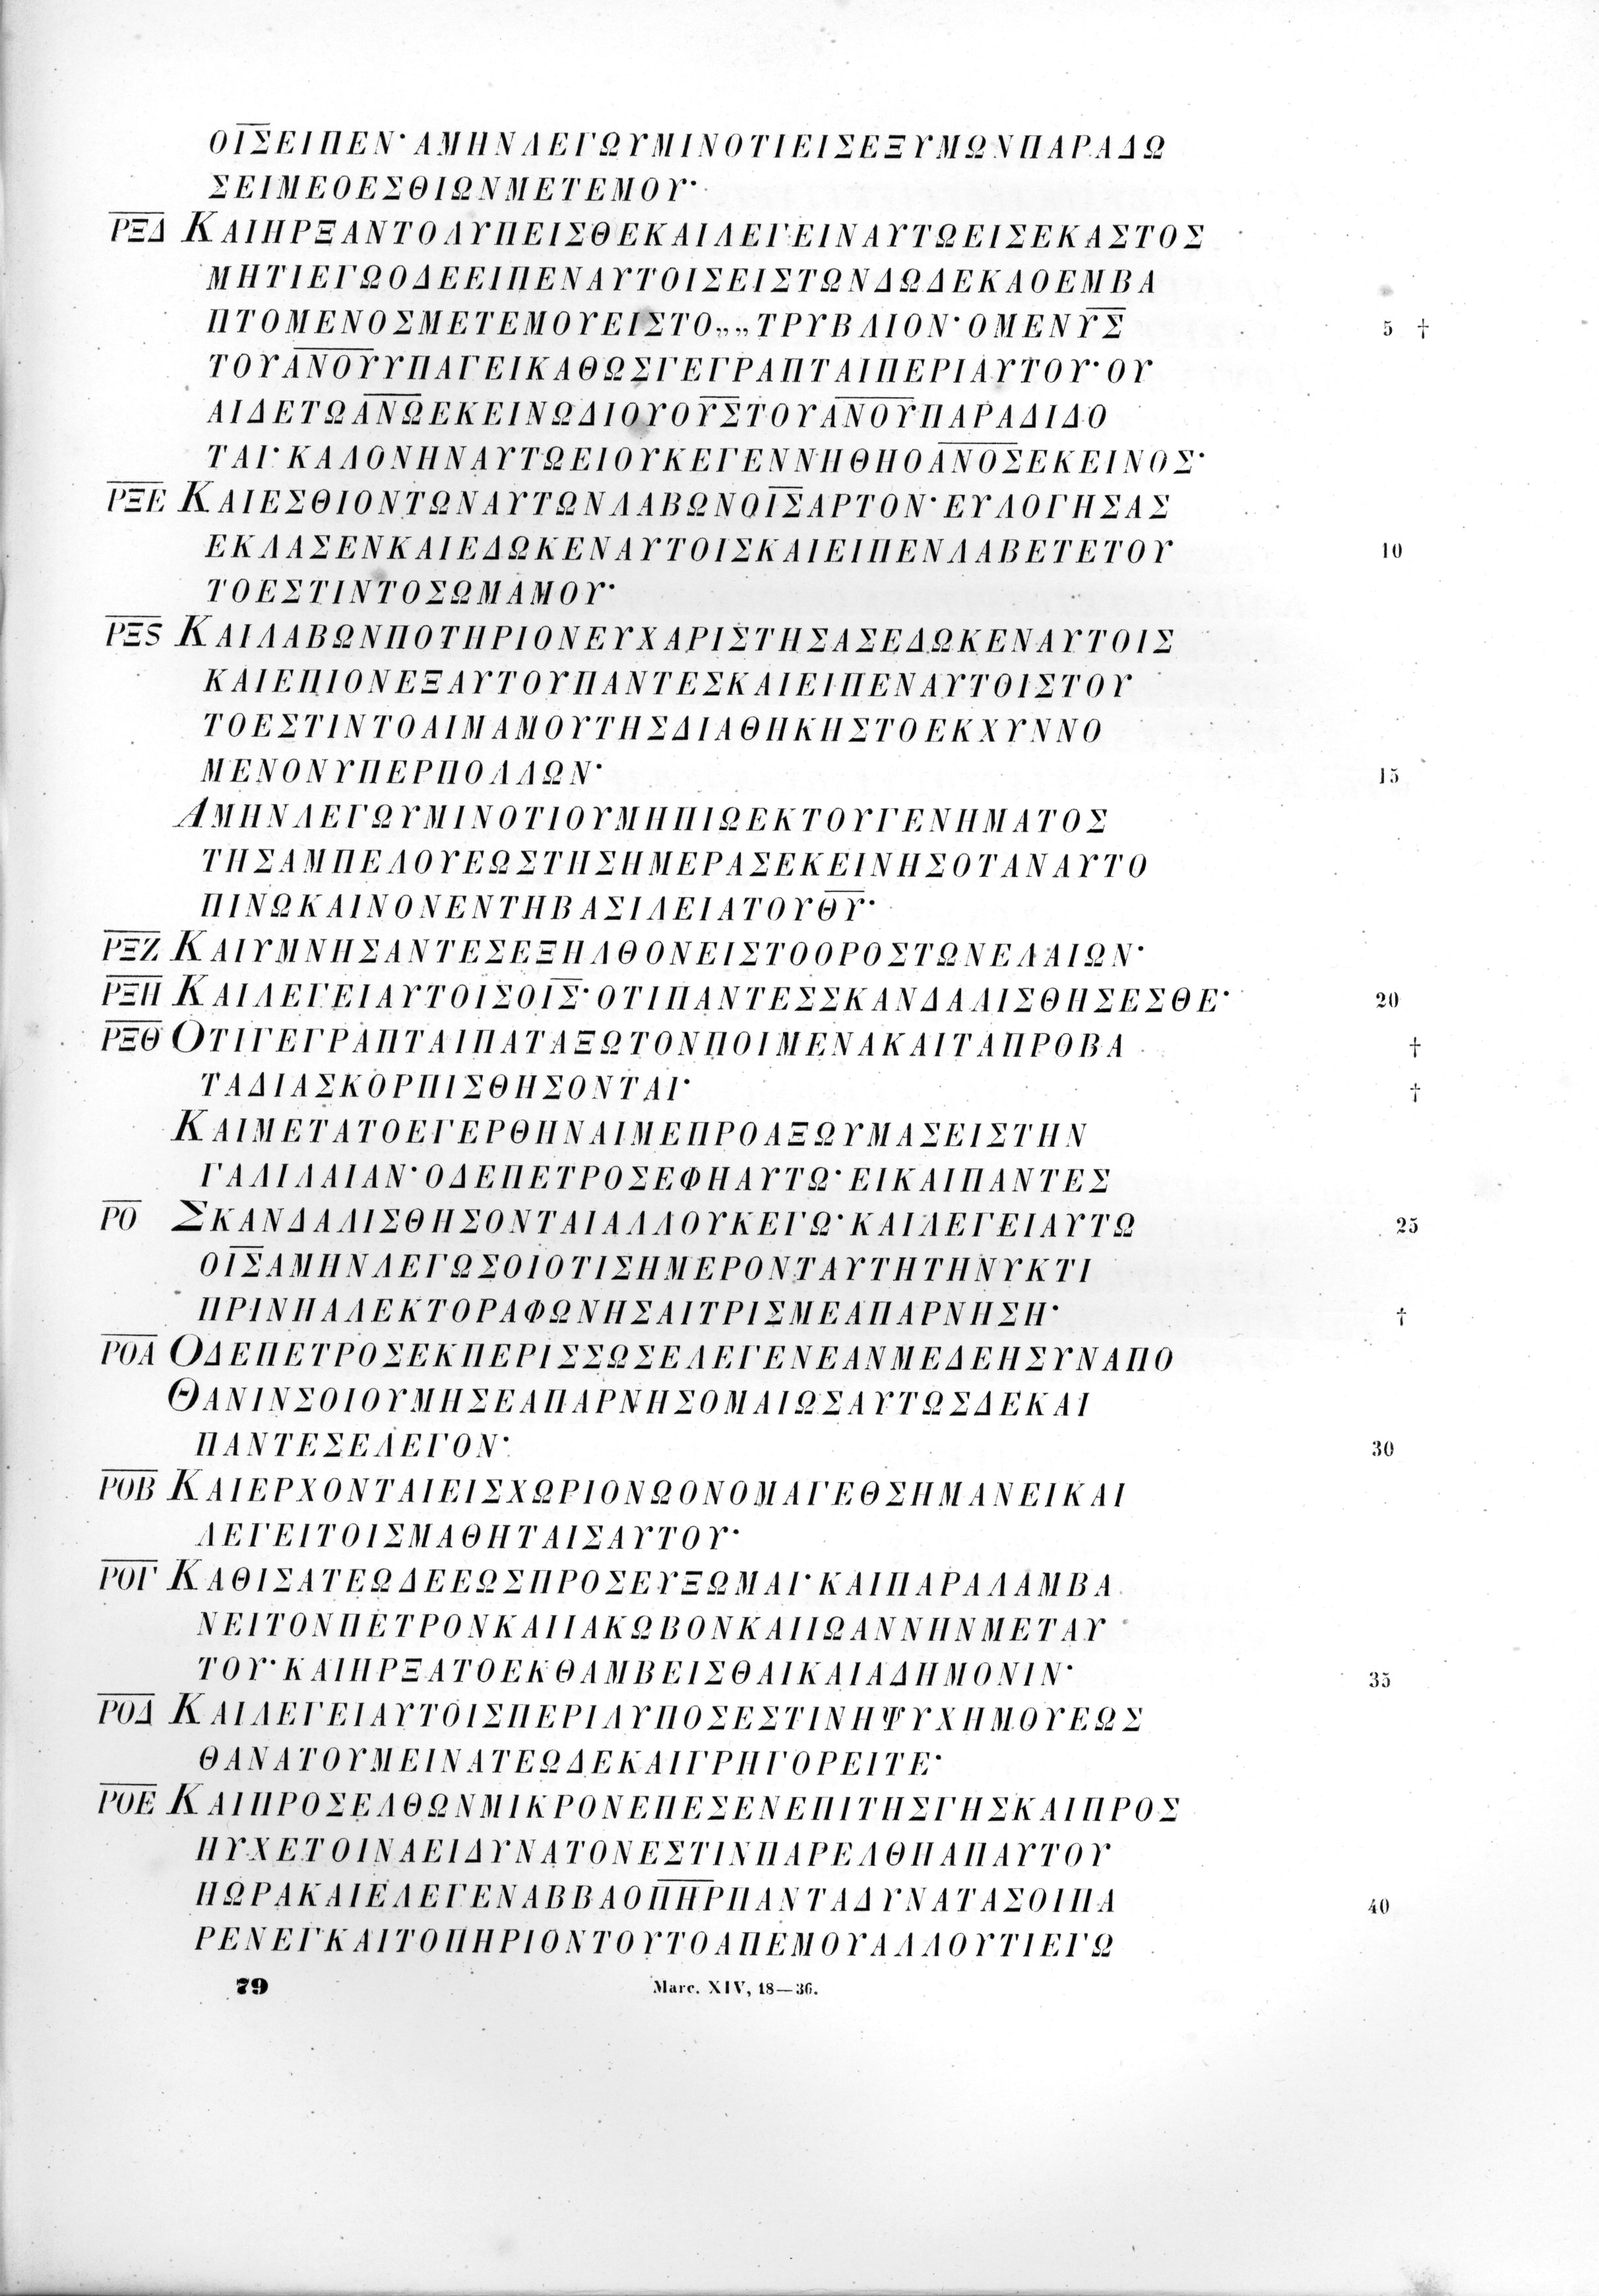 ΟΙ̅Σ̅ΕΙΠΕΝ· ΑΜΗΝΛΕΓΩΥΜΙΝΟΤΙΕΙΣΕΞΥΜΩΝΠΑΡΑΔΩ
ΣΕΙΜΕΟΕΣΘΙΩΝΜΕΤΕΜΟΥ·
Ρ̅Ξ̅Δ̅ ΚΑΙΗΡΞΑΝΤΟΛΥΠΕΙΣΘΕΚΑΙΛΕΓΕΙΝΑΥΤΩΕΙΣΕΚΑΣΤΟΣ
ΜΗΤΙΕΓΩΟΔΕΕΙΠΕΝΑΥΤΟΙΣΕΙΣΤΩΝΔΩΔΕΚΑΟΕΜΒΑ
ΠΤΟΜΕΝΟΣΜΕΤΕΜΟΥΕΙΣΤΟ„„ΤΡΥΒΛΙΟΝ· ΟΜΕΝΥ̅Σ̅ 5 †
ΤΟΥΑ̅Ν̅Ο̅Υ̅ΥΠΑΓΕΙΚΑΘΩΣΓΕΓΡΑΠΤΑΙΠΕΡΙΑΥΤΟΥ· ΟΥ
ΑΙΔΕΤΩΑ̅Ν̅Ω̅ΕΚΕΙΝΩΔΙΟΥΟΥ̅Σ̅ΤΟΥΑ̅Ν̅Ο̅Υ̅ΠΑΡΑΔΙΔΟ
ΤΑΙ· ΚΑΛΟΝΗΝΑΥΤΩΕΙΟΥΚΕΓΕΝΝΗΘΗΟΑ̅Ν̅Ο̅Σ̅ΕΚΕΙΝΟΣ·
Ρ̅Ξ̅Ε̅ ΚΑΙΕΣΘΙΟΝΤΩΝΑΥΤΩΝΛΑΒΩΝΟΙ̅Σ̅ΑΡΤΟΝ· ΕΥΛΟΓΗΣΑΣ
ΕΚΛΑΣΕΝΚΑΙΕΔΩΚΕΝΑΥΤΟΙΣΚΑΙΕΙΠΕΝΛΑΒΕΤΕΤΟΥ 10
ΤΟΕΣΤΙΝΤΟΣΩΜΑΜΟΥ·
Ρ̅Ξ̅S̅ ΚΑΙΛΑΒΩΝΠΟΤΗΡΙΟΝΕΥΧΑΡΙΣΤΗΣΑΣΕΔΩΚΕΝΑΥΤΟΙΣ
ΚΑΙΕΠΙΟΝΕΞΑΥΤΟΥΠΑΝΤΕΣΚΑΙΕΙΠΕΝΑΥΤΟΙΣΤΟΥ
ΤΟΕΣΤΙΝΤΟΑΙΜΑΜΟΥΤΗΣΔΙΑΘΗΚΗΣΤΟΕΚΧΥΝΝΟ
ΜΕΝΟΝΥΠΕΡΠΟΛΛΩΝ· 15
ΑΜΗΝΛΕΓΩΥΜΙΝΟΤΙΟΥΜΗΠΙΩΕΚΤΟΥΓΕΝΗΜΑΤΟΣ
ΤΗΣΑΜΠΕΛΟΥΕΩΣΤΗΣΗΜΕΡΑΣΕΚΕΙΝΗΣΟΤΑΝΑΥΤΟ
ΠΙΝΩΚΑΙΝΟΝΕΝΤΗΒΑΣΙΛΕΙΑΤΟΥΘ̅Υ̅·
Ρ̅Ξ̅Ζ̅ ΚΑΙΥΜΝΗΣΑΝΤΕΣΕΞΗΛΘΟΝΕΙΣΤΟΟΡΟΣΤΩΝΕΛΑΙΩΝ·
Ρ̅Ξ̅Η̅ ΚΑΙΛΕΓΕΙΑΥΤΟΙΣΟΙ̅Σ̅· ΟΤΙΠΑΝΤΕΣΣΚΑΝΔΑΛΙΣΘΗΣΕΣΘΕ· 20
Ρ̅Ξ̅Θ̅ ΟΤΙΓΕΓΡΑΠΤΑΙΠΑΤΑΞΩΤΟΝΠΟΙΜΕΝΑΚΑΙΤΑΠΡΟΒΑ †
ΤΑΔΙΑΣΚΟΡΠΙΣΘΗΣΟΝΤΑΙ· †
ΚΑΙΜΕΤΑΤΟΕΓΕΡΘΗΝΑΙΜΕΠΡΟΑΞΩΥΜΑΣΕΙΣΤΗΝ
ΓΑΛΙΛΑΙΑΝ· ΟΔΕΠΕΤΡΟΣΕΦΗΑΥΤΩ· ΕΙΚΑΙΠΑΝΤΕΣ
Ρ̅Ο̅ ΣΚΑΝΔΑΛΙΣΘΗΣΟΝΤΑΙΑΛΛΟΥΚΕΓΩ· ΚΑΙΛΕΓΕΙΑΥΤΩ 25
ΟΙ̅Σ̅ΑΜΗΝΛΕΓΩΣΟΙΟΤΙΣΗΜΕΡΟΝΤΑΥΤΗΤΗΝΥΚΤΙ
ΠΡΙΝΗΑΛΕΚΤΟΡΑΦΩΝΗΣΑΙΤΡΙΣΜΕΑΠΑΡΝΗΣΗ· †
Ρ̅Ο̅Α̅ ΟΔΕΠΕΤΡΟΣΕΚΠΕΡΙΣΣΩΣΕΛΕΓΕΝΕΑΝΜΕΔΕΗΣΥΝΑΠΟ
ΘΑΝΙΝΣΟΙΟΥΜΗΣΕΑΠΑΡΝΗΣΟΜΑΙΩΣΑΥΤΩΣΔΕΚΑΙ
ΠΑΝΤΕΣΕΛΕΓΟΝ· 30
Ρ̅Ο̅Β̅ ΚΑΙΕΡΧΟΝΤΑΙΕΙΣΧΩΡΙΟΝΩΟΝΟΜΑΓΕΘΣΗΜΑΝΕΙΚΑΙ
ΛΕΓΕΙΤΟΙΣΜΑΘΗΤΑΙΣΑΥΤΟΥ·
Ρ̅Ο̅Γ̅ ΚΑΘΙΣΑΤΕΩΔΕΕΩΣΠΡΟΣΕΥΞΩΜΑΙ· ΚΑΙΠΑΡΑΛΑΜΒΑ
ΝΕΙΤΟΝΠΕΤΡΟΝΚΑΙΙΑΚΩΒΟΝΚΑΙΙΩΑΝΝΗΝΜΕΤΑΥ
ΤΟΥ· ΚΑΙΗΡΞΑΤΟΕΚΘΑΜΒΕΙΣΘΑΙΚΑΙΑΔΗΜΟΝΙΝ· 35
Ρ̅Ο̅Δ̅ ΚΑΙΛΕΓΕΙΑΥΤΟΙΣΠΕΡΙΛΥΠΟΣΕΣΤΙΝΗΨΥΧΗΜΟΥΕΩΣ
ΘΑΝΑΤΟΥΜΕΙΝΑΤΕΩΔΕΚΑΙΓΡΗΓΟΡΕΙΤΕ·
Ρ̅Ο̅Ε̅ ΚΑΙΠΡΟΣΕΛΘΩΝΜΙΚΡΟΝΕΠΕΣΕΝΕΠΙΤΗΣΓΗΣΚΑΙΠΡΟΣ
ΗΥΧΕΤΟΙΝΑΕΙΔΥΝΑΤΟΝΕΣΤΙΝΠΑΡΕΛΘΗΑΠΑΥΤΟΥ
ΗΩΡΑΚΑΙΕΛΕΓΕΝΑΒΒΑΟΠ̅Η̅Ρ̅ΠΑΝΤΑΔΥΝΑΤΑΣΟΙΠΑ 40
ΡΕΝΕΓΚΑΙΤΟΠΗΡΙΟΝΤΟΥΤΟΑΠΕΜΟΥΑΛΛΟΥΤΙΕΓΩ
79 Marc. XIV, 18—36.